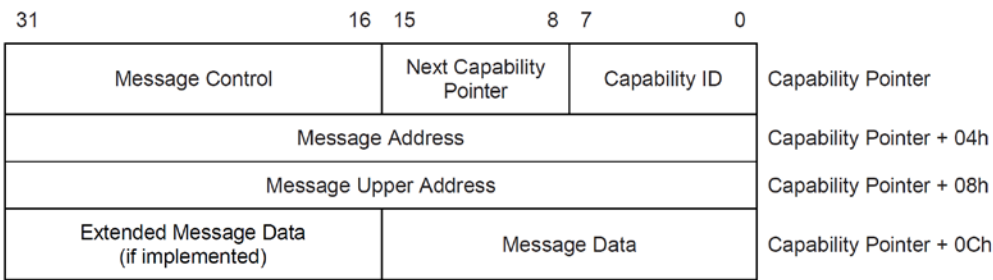 31 16 15 8 7 0
Message Control Next Capability Pointer Capability ID Capability Pointer
Message Address Capability Pointer + 04h
Message Upper Address Capability Pointer + 08h
Extended Message Data (if implemented) Message Data Capability Pointer + 0Ch